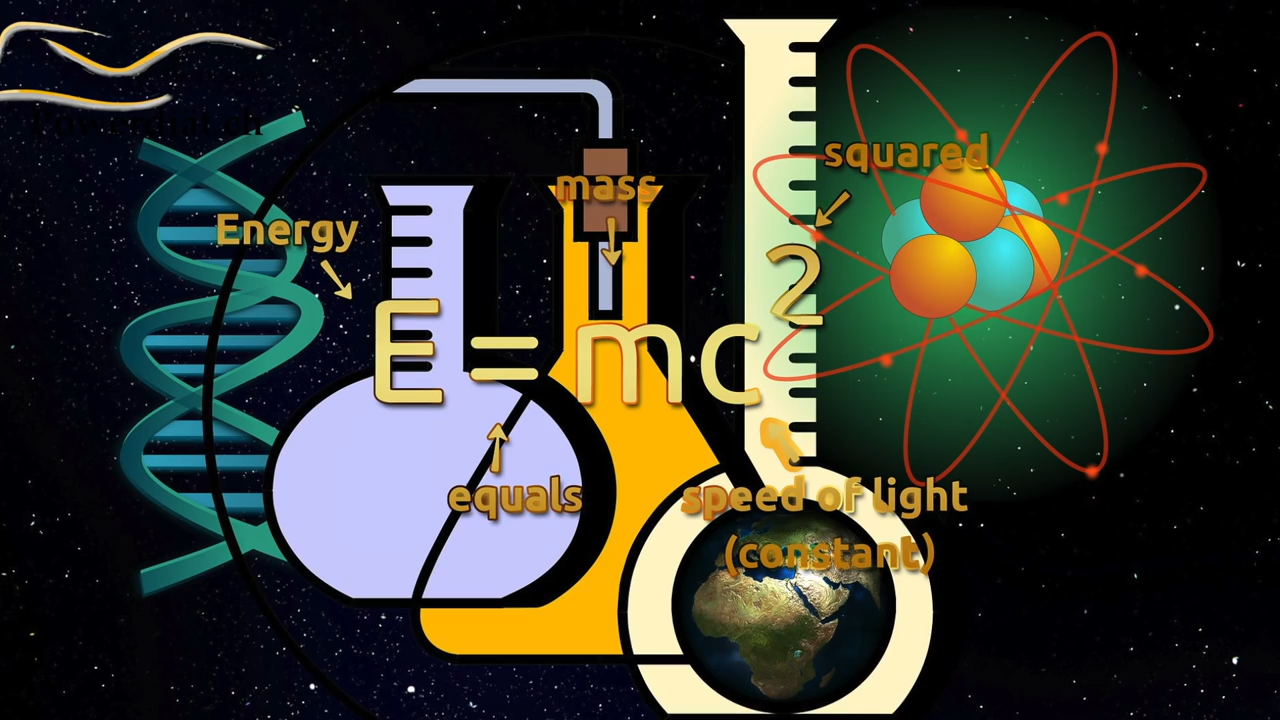 squared
mass
Energy
E=mc²
equals
speed of light
(constant)